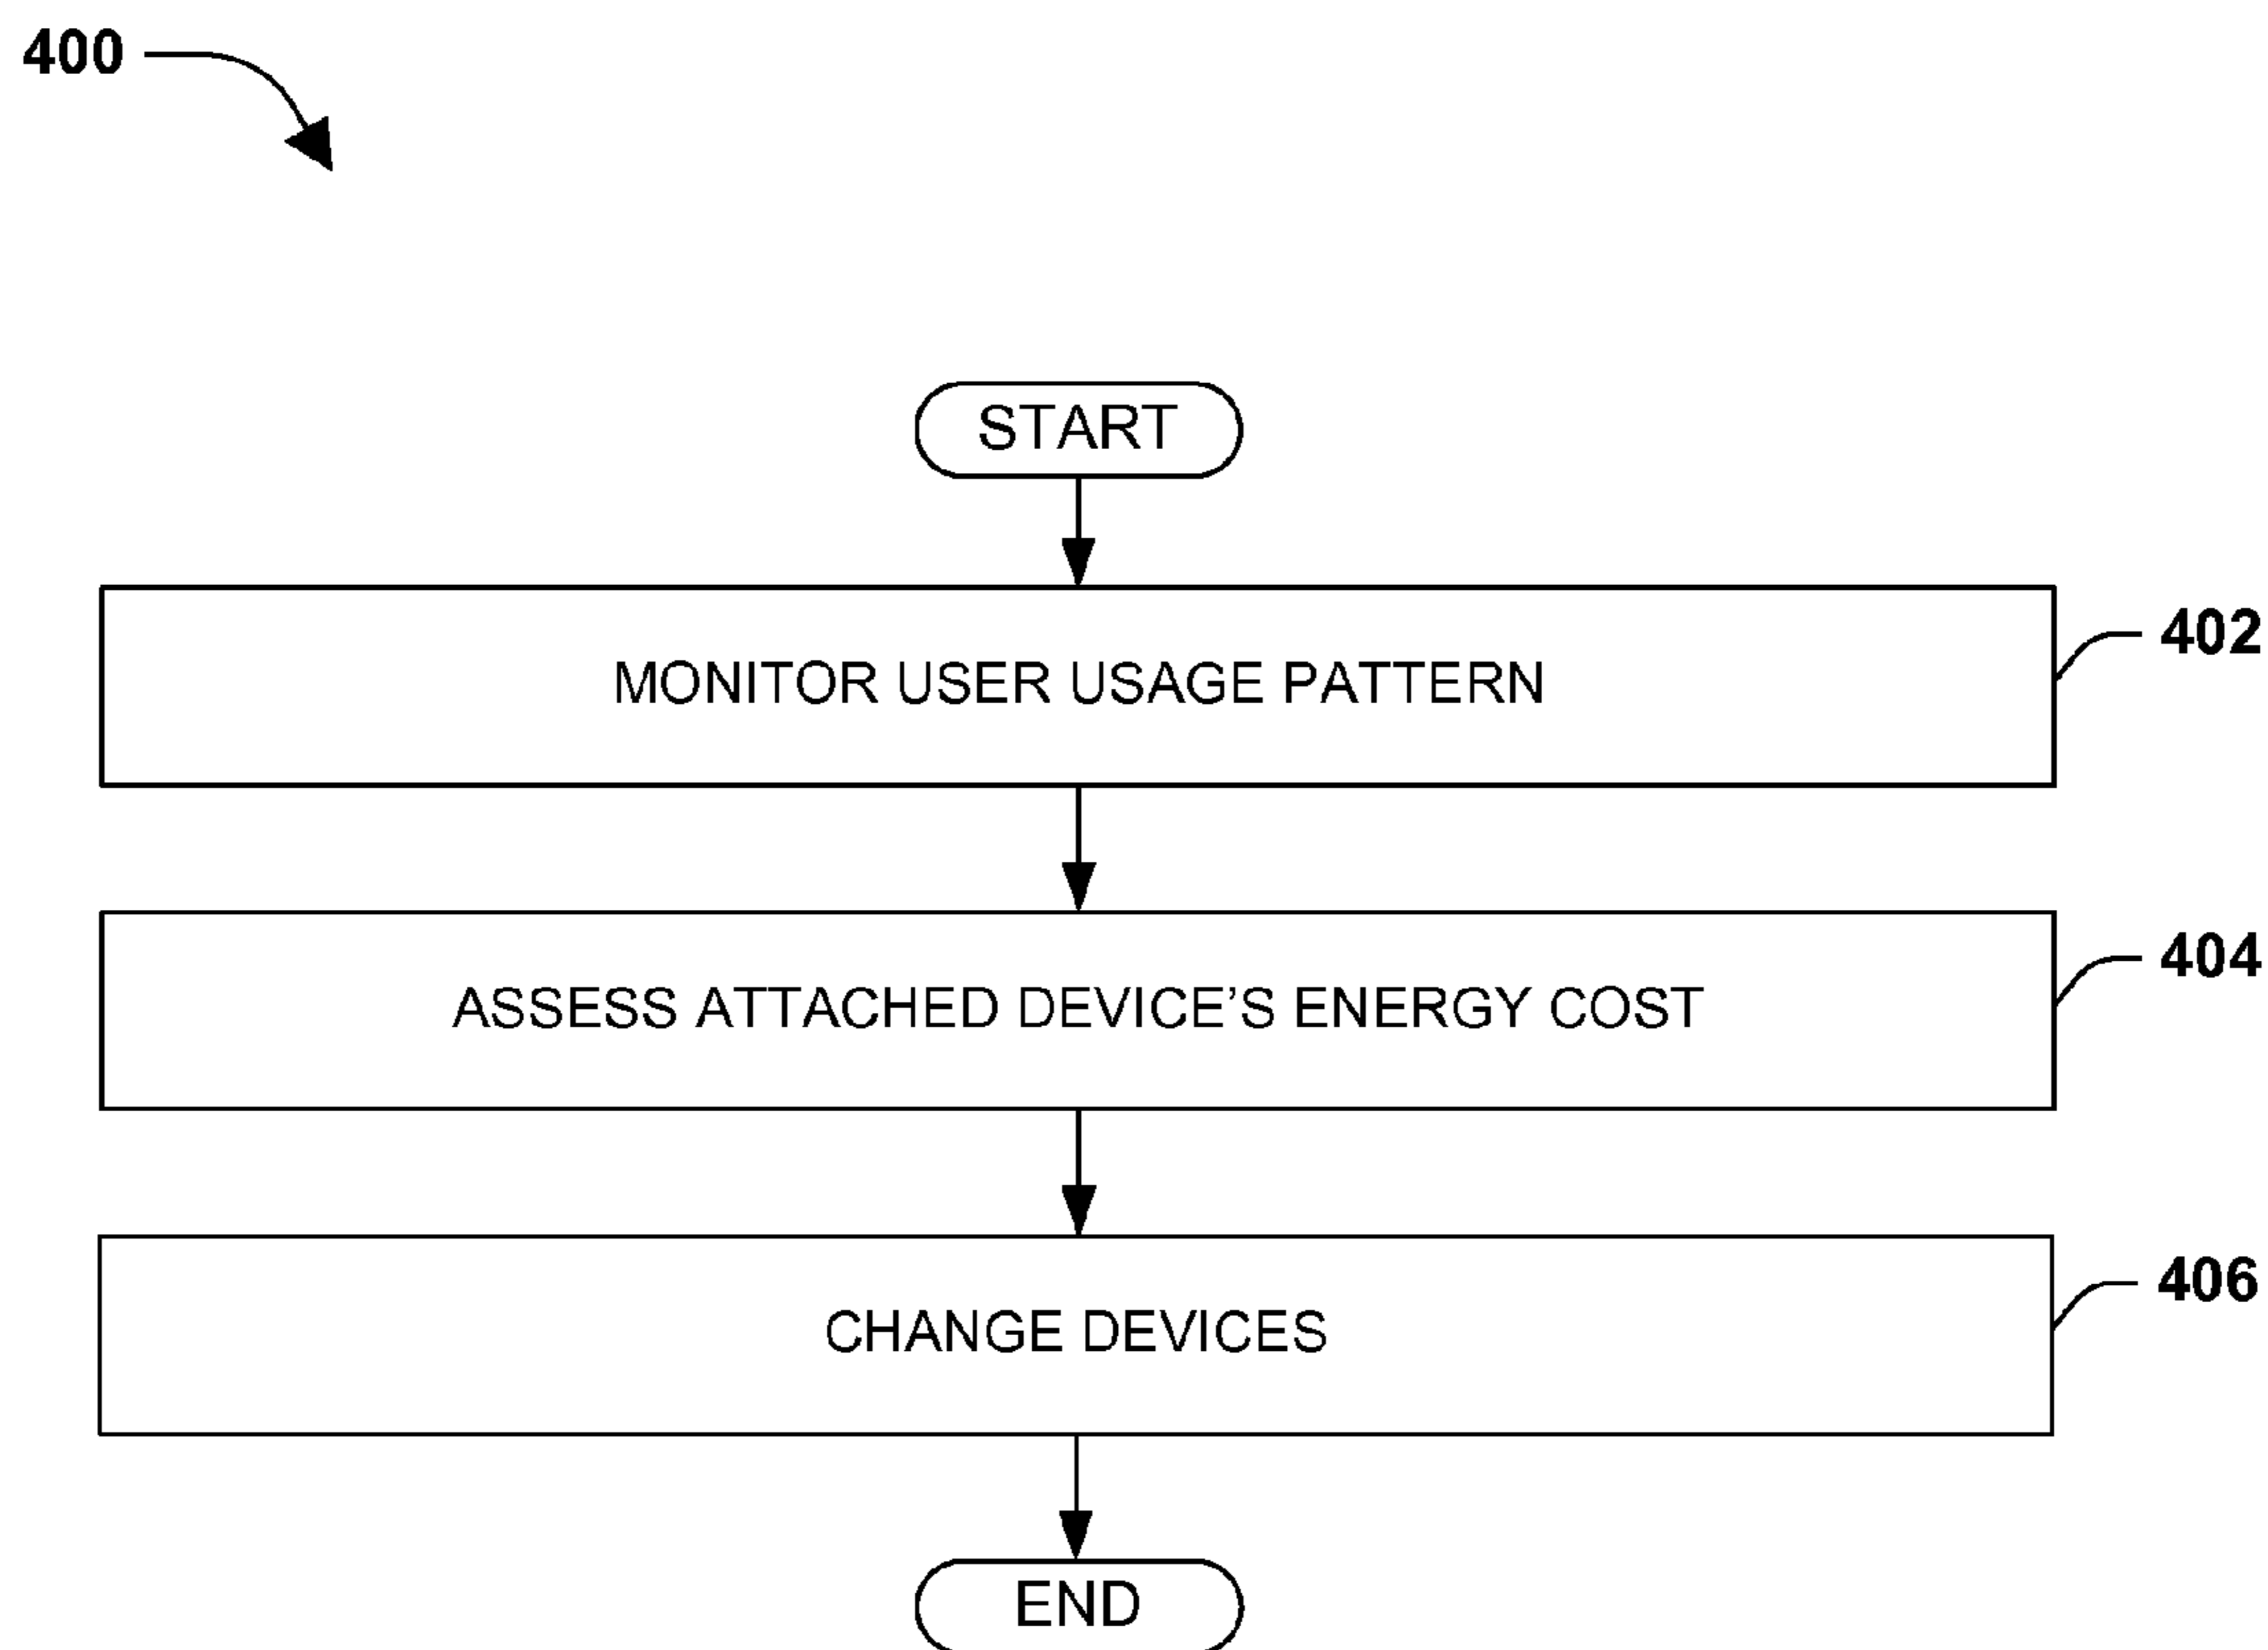 400
START
MONITOR USER USAGE PATTERN
402
ASSESS ATTACHED DEVICE'S ENERGY COST
404
CHANGE DEVICES
406
END